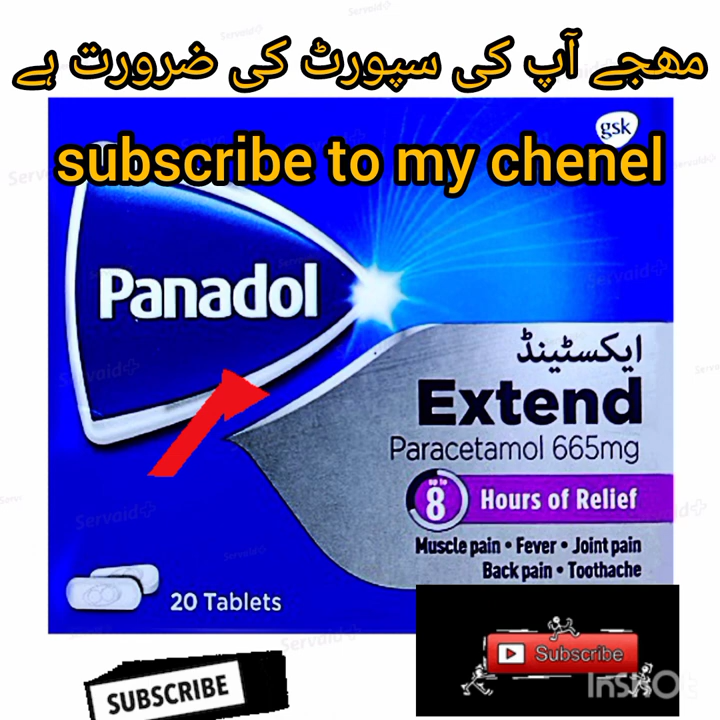 مھجے آپ کی سپورٹ کی ضرورت ہے
gsk
subscribe to my chenel
Panadol
ایکسٹینڈ
Extend
Paracetamol 665mg
up to
8 Hours of Relief
Muscle pain • Fever • Joint pain
Back pain • Toothache
20 Tablets
Subscribe
SUBSCRIBE
InShOt
Servaid